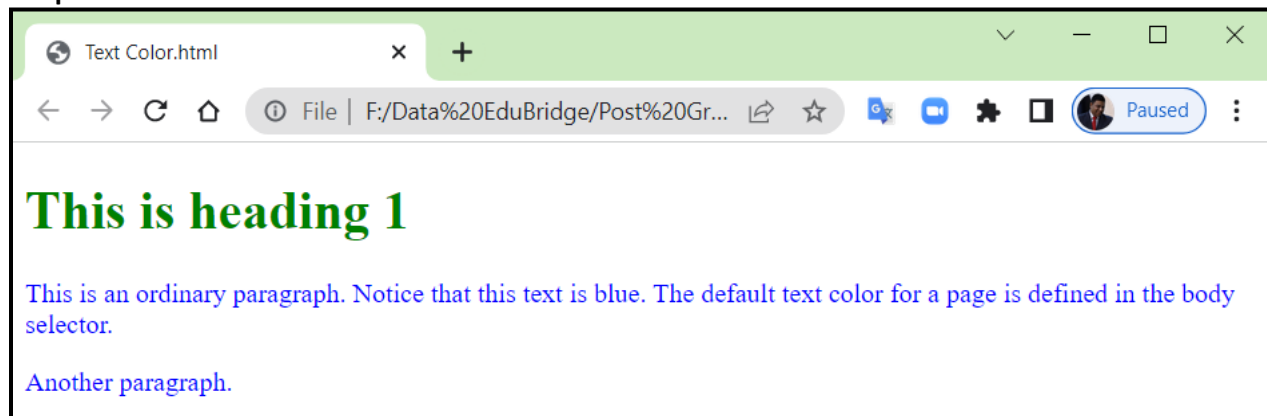 Text Color.html
File | F:/Data%20EduBridge/Post%20Gr...
Paused
This is heading 1
This is an ordinary paragraph. Notice that this text is blue. The default text color for a page is defined in the body
selector.
Another paragraph.